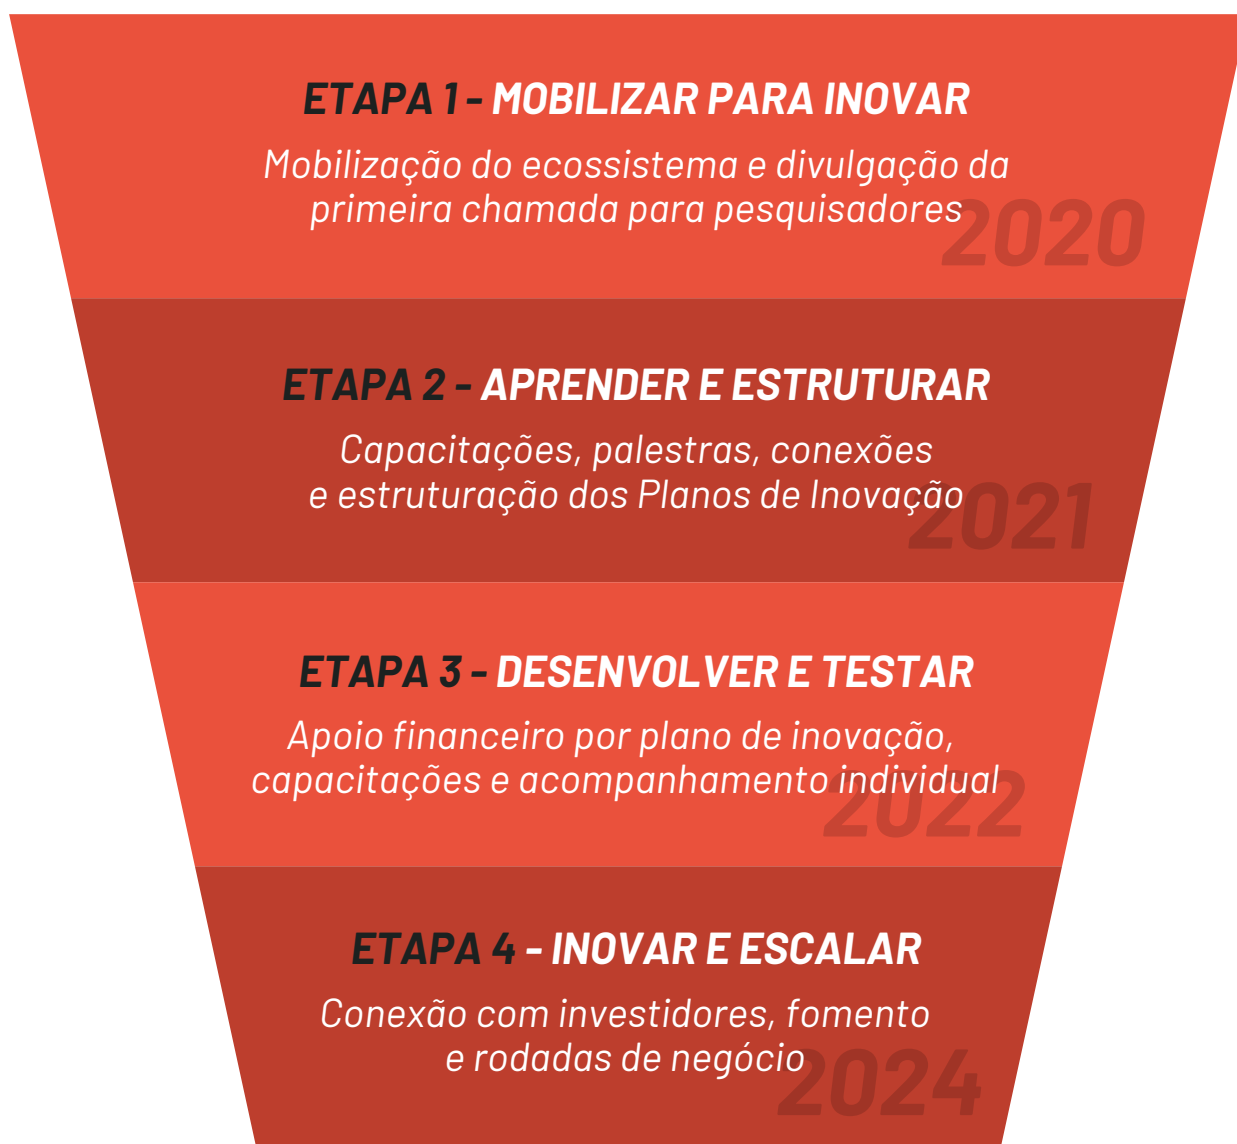 ETAPA 1 - MOBILIZAR PARA INOVAR
Mobilização do ecossistema e divulgação da
primeira chamada para pesquisadores
2020
ETAPA 2 - APRENDER E ESTRUTURAR
Capacitações, palestras, conexões
e estruturação dos Planos de Inovação
2021
ETAPA 3 - DESENVOLVER E TESTAR
Apoio financeiro por plano de inovação,
capacitações e acompanhamento individual
2022
ETAPA 4 - INOVAR E ESCALAR
Conexão com investidores, fomento
e rodadas de negócio
2024